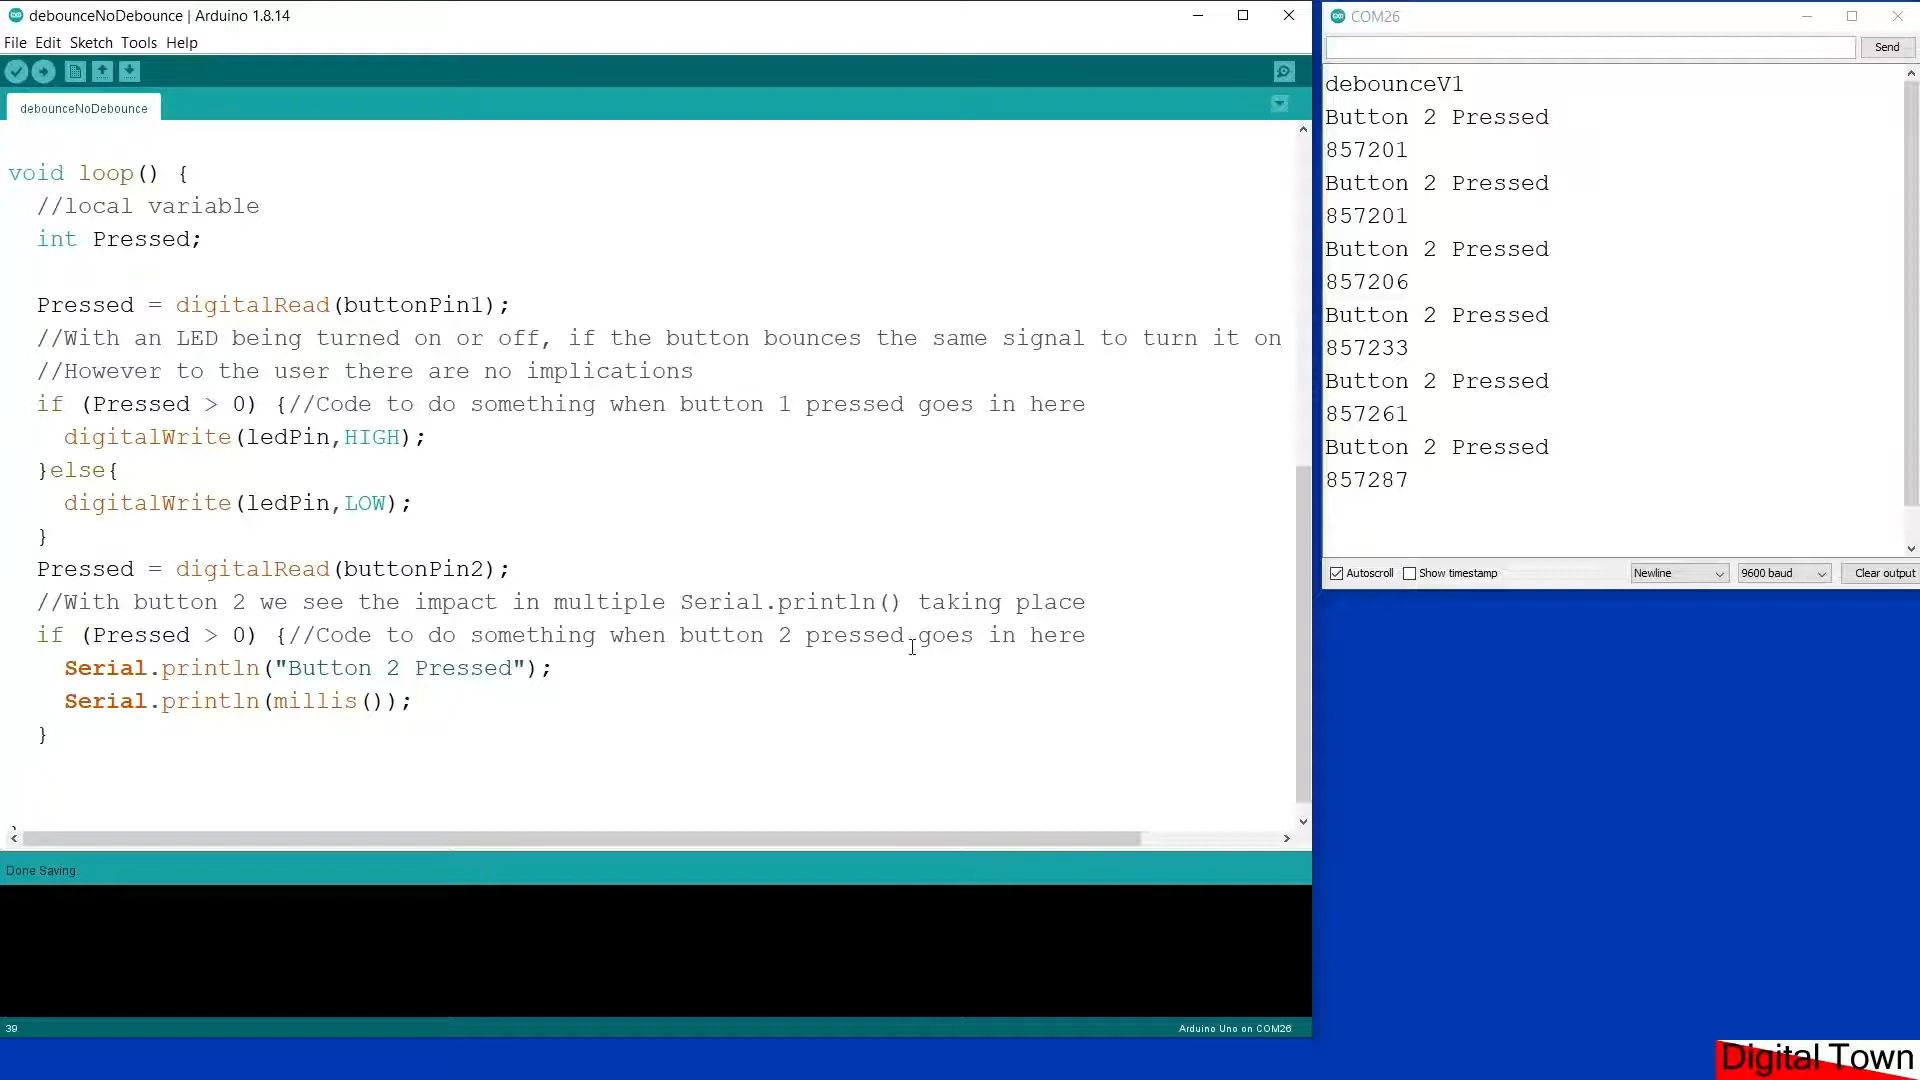 debounceNoDebounce | Arduino 1.8.14
File Edit Sketch Tools Help
debounceNoDebounce
void loop() {
//local variable
int Pressed;
Pressed = digitalRead(buttonPin1);
//With an LED being turned on or off, if the button bounces the same signal to turn it on
//However to the user there are no implications
if (Pressed > 0) {//Code to do something when button 1 pressed goes in here
digitalWrite(ledPin,HIGH);
}else{
digitalWrite(ledPin,LOW);
}
Pressed = digitalRead(buttonPin2);
//With button 2 we see the impact in multiple Serial.println() taking place
if (Pressed > 0) {//Code to do something when button 2 pressed goes in here
Serial.println("Button 2 Pressed");
Serial.println(millis());
}
Done Saving.
39
Arduino Uno on COM26
COM26
Send
debounceV1
Button 2 Pressed
857201
Button 2 Pressed
857201
Button 2 Pressed
857206
Button 2 Pressed
857233
Button 2 Pressed
857261
Button 2 Pressed
857287
Autoscroll Show timestamp Newline 9600 baud Clear output
Digital Town